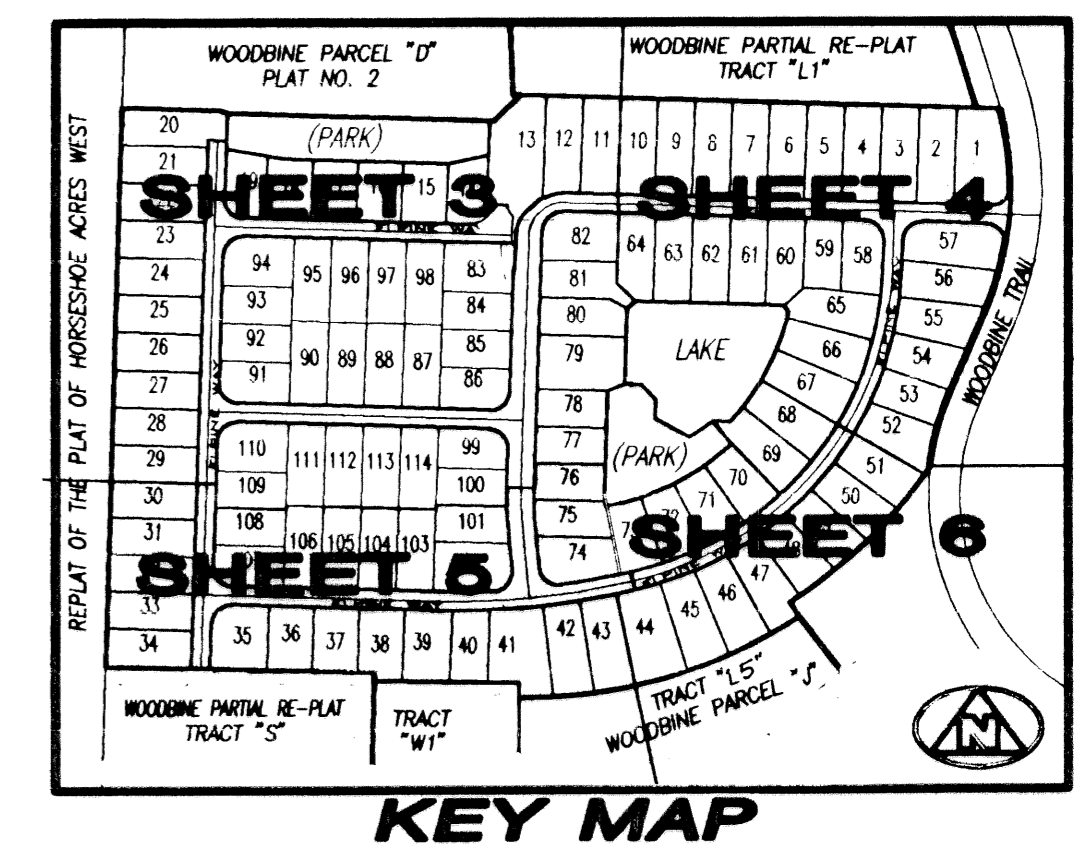 WOODBINE PARCEL "D"
PLAT NO. 2
WOODBINE PARTIAL RE-PLAT
TRACT "L1"
REPLAT OF THE PLAT OF HORSESHOE ACRES WEST
20
(PARK)
13 12 11 10 9 8 7 6 5 4 3 2 1
21
15
SHEET 3
SHEET 4
23
82 64 63 62 61 60 59 58 57
24 94 95 96 97 98 83
81 56
25 93 84
80 65 55
26 92 85
90 89 88 87
79 LAKE 66 54
27 91 86
67 53
WOODBINE TRAIL
28
78 68 52
29 110 111 112 113 114 99
77 (PARK) 69 51
30 109 100
76 70 50
31 108 101
75 71
106 105 104 103
74
SHEET 5
SHEET 6
33
PINE WAY
47
34 35 36 37 38 39 40 41 42 43 44 45 46
TRACT "L5"
WOODBINE PARCEL "J"
WOODBINE PARTIAL RE-PLAT
TRACT "S"
TRACT
"W1"
N
KEY MAP